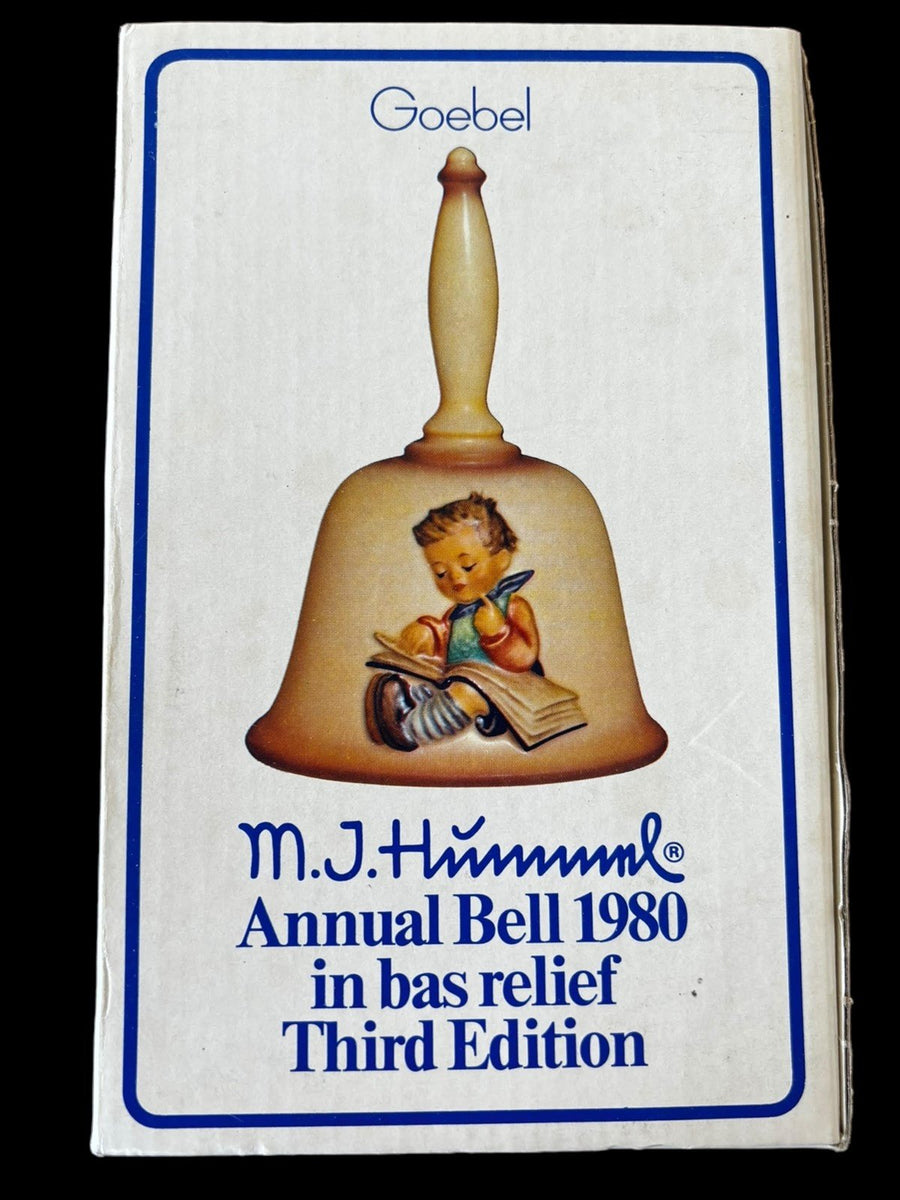 Goebel
M.J.Hummel®
Annual Bell 1980
in bas relief
Third Edition